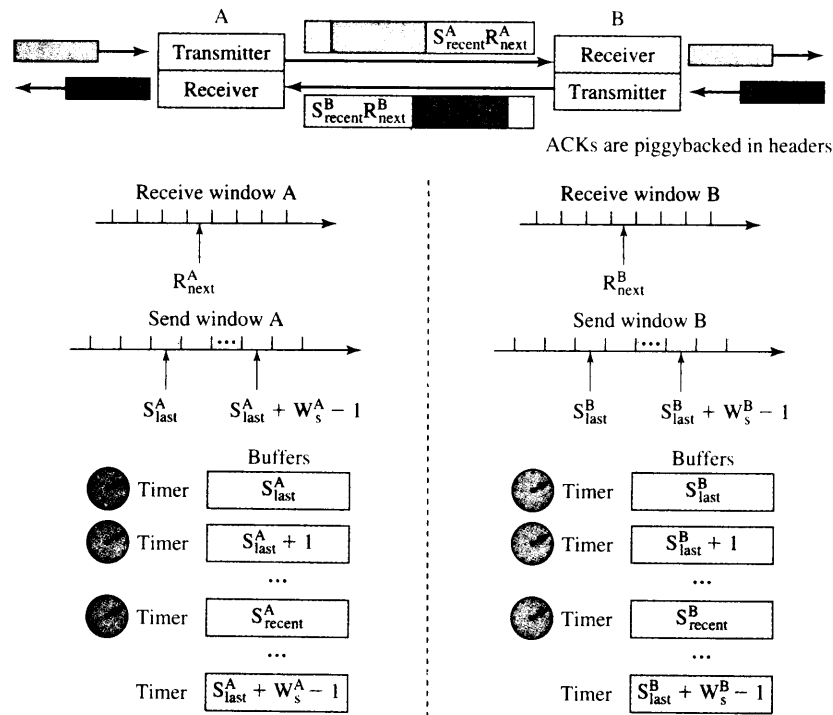 A
B
Transmitter
Receiver
S^A_recent R^A_next
S^B_recent R^B_next
Receiver
Transmitter
ACKs are piggybacked in headers
Receive window A
R^A_next
Send window A
...
S^A_last
S^A_last + W^A_s − 1
Buffers
Timer S^A_last
Timer S^A_last + 1
...
Timer S^A_recent
...
Timer S^A_last + W^A_s − 1
Receive window B
R^B_next
Send window B
...
S^B_last
S^B_last + W^B_s − 1
Buffers
Timer S^B_last
Timer S^B_last + 1
...
Timer S^B_recent
...
Timer S^B_last + W^B_s − 1